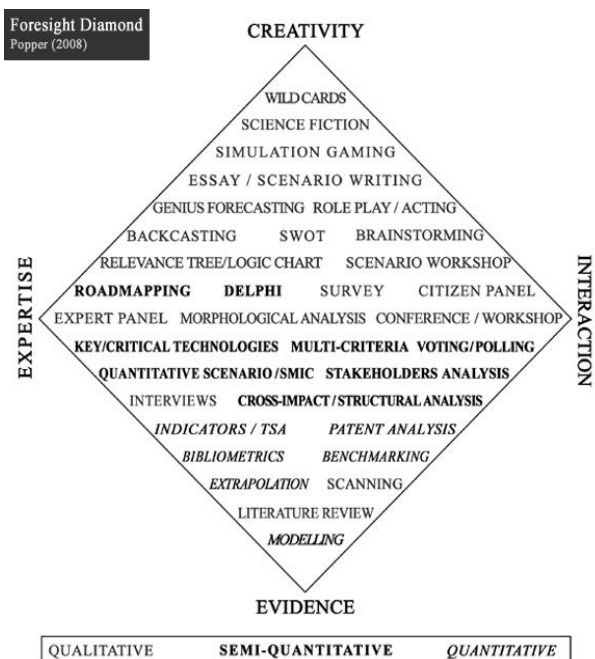 Foresight Diamond
Popper (2008)
CREATIVITY
WILD CARDS
SCIENCE FICTION
SIMULATION GAMING
ESSAY / SCENARIO WRITING
GENIUS FORECASTING ROLE PLAY / ACTING
BACKCASTING SWOT BRAINSTORMING
RELEVANCE TREE/LOGIC CHART SCENARIO WORKSHOP
ROADMAPPING DELPHI SURVEY CITIZEN PANEL
EXPERT PANEL MORPHOLOGICAL ANALYSIS CONFERENCE / WORKSHOP
KEY/CRITICAL TECHNOLOGIES MULTI-CRITERIA VOTING/POLLING
QUANTITATIVE SCENARIO/SMIC STAKEHOLDERS ANALYSIS
INTERVIEWS CROSS-IMPACT / STRUCTURAL ANALYSIS
INDICATORS / TSA PATENT ANALYSIS
BIBLIOMETRICS BENCHMARKING
EXTRAPOLATION SCANNING
LITERATURE REVIEW
MODELLING
EXPERTISE
INTERACTION
EVIDENCE
QUALITATIVE SEMI-QUANTITATIVE QUANTITATIVE